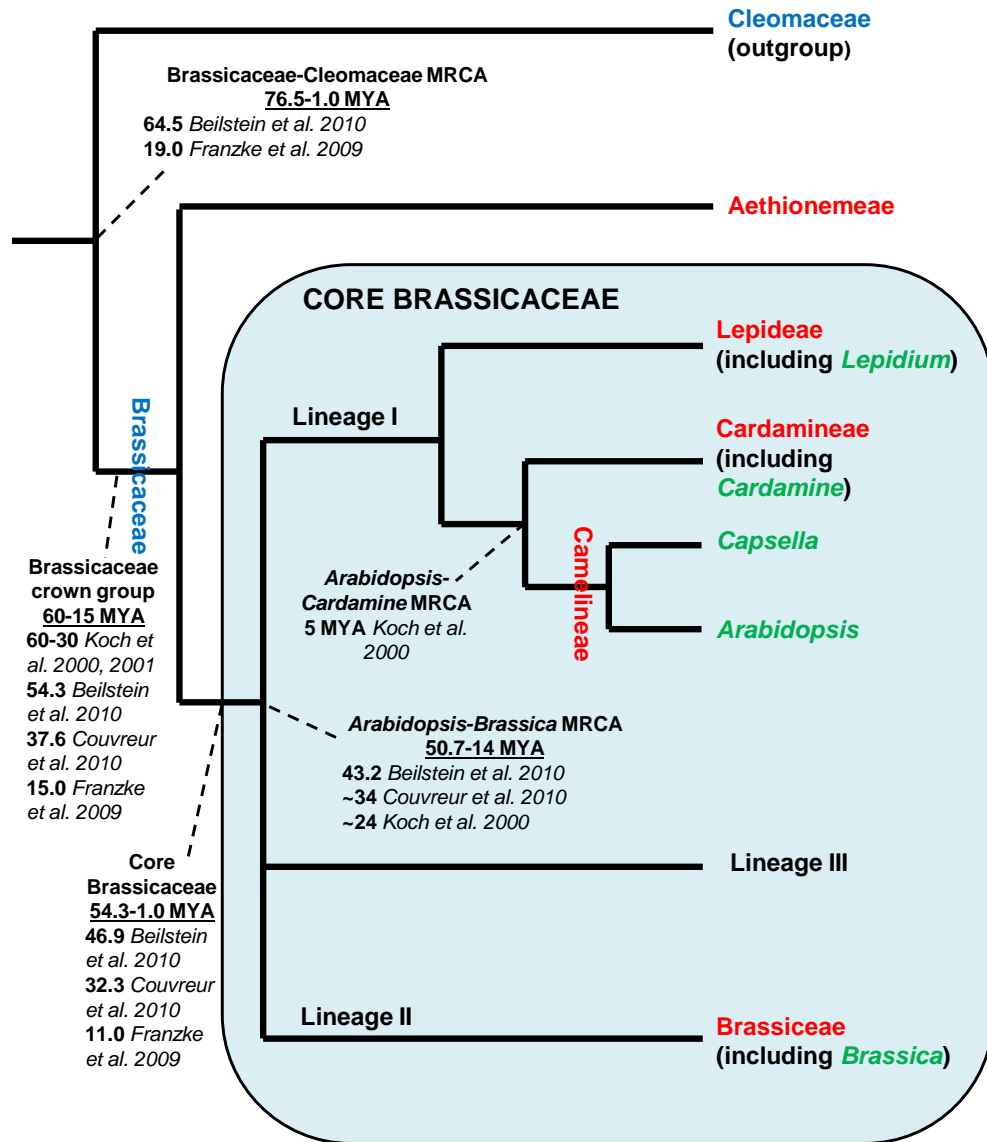 Cleomaceae
(outgroup)
Brassicaceae-Cleomaceae MRCA
76.5-1.0 MYA
64.5 Beilstein et al. 2010
19.0 Franzke et al. 2009
Aethionemeae
CORE BRASSICACEAE
Lepideae
(including Lepidium)
Lineage I
Cardamineae
(including
Cardamine)
Brassicaceae
Capsella
Camelineae
Arabidopsis-
Cardamine MRCA
5 MYA Koch et al.
2000
Arabidopsis
Brassicaceae
crown group
60-15 MYA
60-30 Koch et
al. 2000, 2001
54.3 Beilstein
et al. 2010
37.6 Couvreur
et al. 2010
15.0 Franzke
et al. 2009
Arabidopsis-Brassica MRCA
50.7-14 MYA
43.2 Beilstein et al. 2010
~34 Couvreur et al. 2010
~24 Koch et al. 2000
Core
Brassicaceae
54.3-1.0 MYA
46.9 Beilstein
et al. 2010
32.3 Couvreur
et al. 2010
11.0 Franzke
et al. 2009
Lineage III
Lineage II
Brassiceae
(including Brassica)